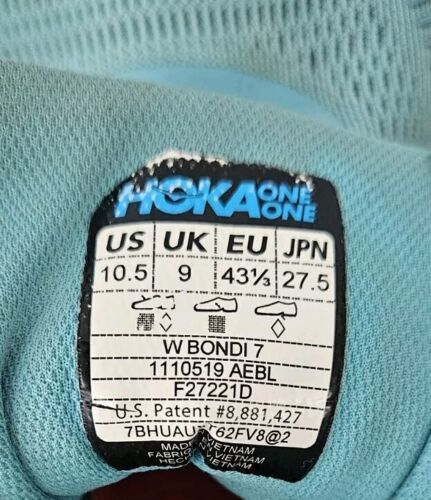 HOKA ONE ONE
US UK EU JPN
10.5 9 43⅓ 27.5
W BONDI 7
1110519 AEBL
F27221D
U.S. Patent #8,881,427
MADE VIETNAM
VIETNAM